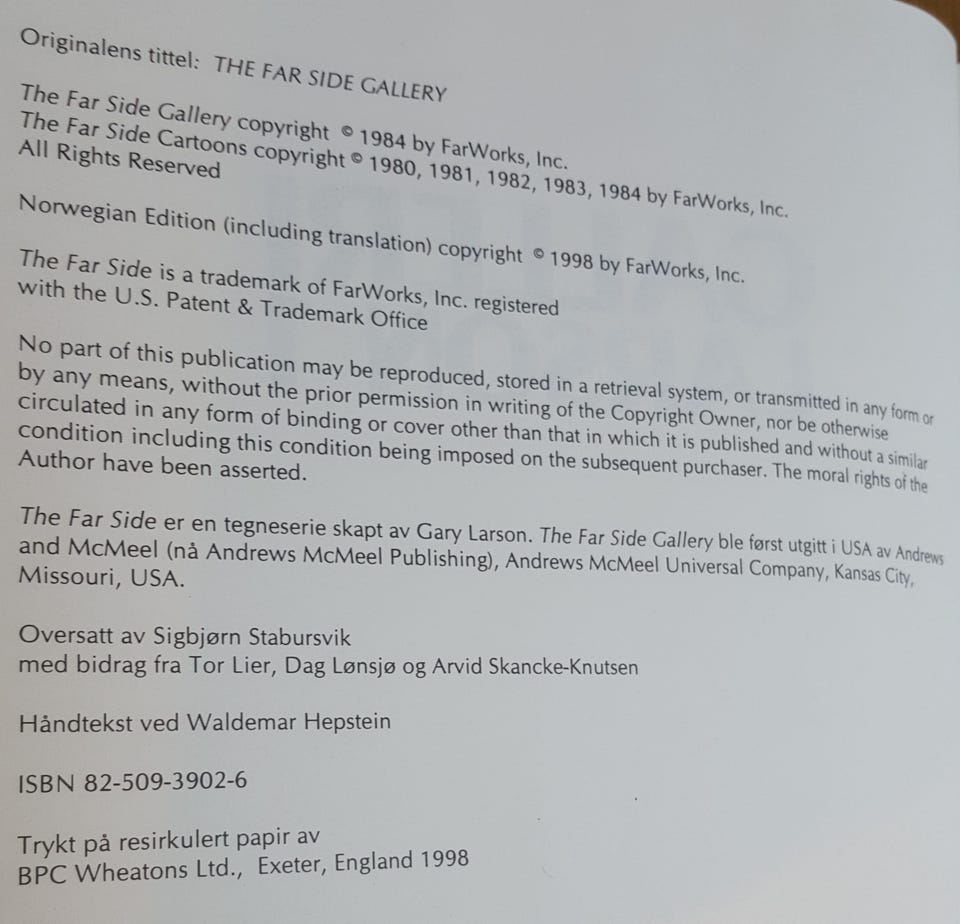 Originalens tittel: THE FAR SIDE GALLERY
The Far Side Gallery copyright © 1984 by FarWorks, Inc.
The Far Side Cartoons copyright © 1980, 1981, 1982, 1983, 1984 by FarWorks, Inc.
All Rights Reserved
Norwegian Edition (including translation) copyright © 1998 by FarWorks, Inc.
The Far Side is a trademark of FarWorks, Inc. registered
with the U.S. Patent & Trademark Office
No part of this publication may be reproduced, stored in a retrieval system, or transmitted in any form or
by any means, without the prior permission in writing of the Copyright Owner, nor be otherwise
circulated in any form of binding or cover other than that in which it is published and without a similar
condition including this condition being imposed on the subsequent purchaser. The moral rights of the
Author have been asserted.
The Far Side er en tegneserie skapt av Gary Larson. The Far Side Gallery ble først utgitt i USA av Andrews
and McMeel (nå Andrews McMeel Publishing), Andrews McMeel Universal Company, Kansas City,
Missouri, USA.
Oversatt av Sigbjørn Stabursvik
med bidrag fra Tor Lier, Dag Lønsjø og Arvid Skancke-Knutsen
Håndtekst ved Waldemar Hepstein
ISBN 82-509-3902-6
Trykt på resirkulert papir av
BPC Wheatons Ltd., Exeter, England 1998